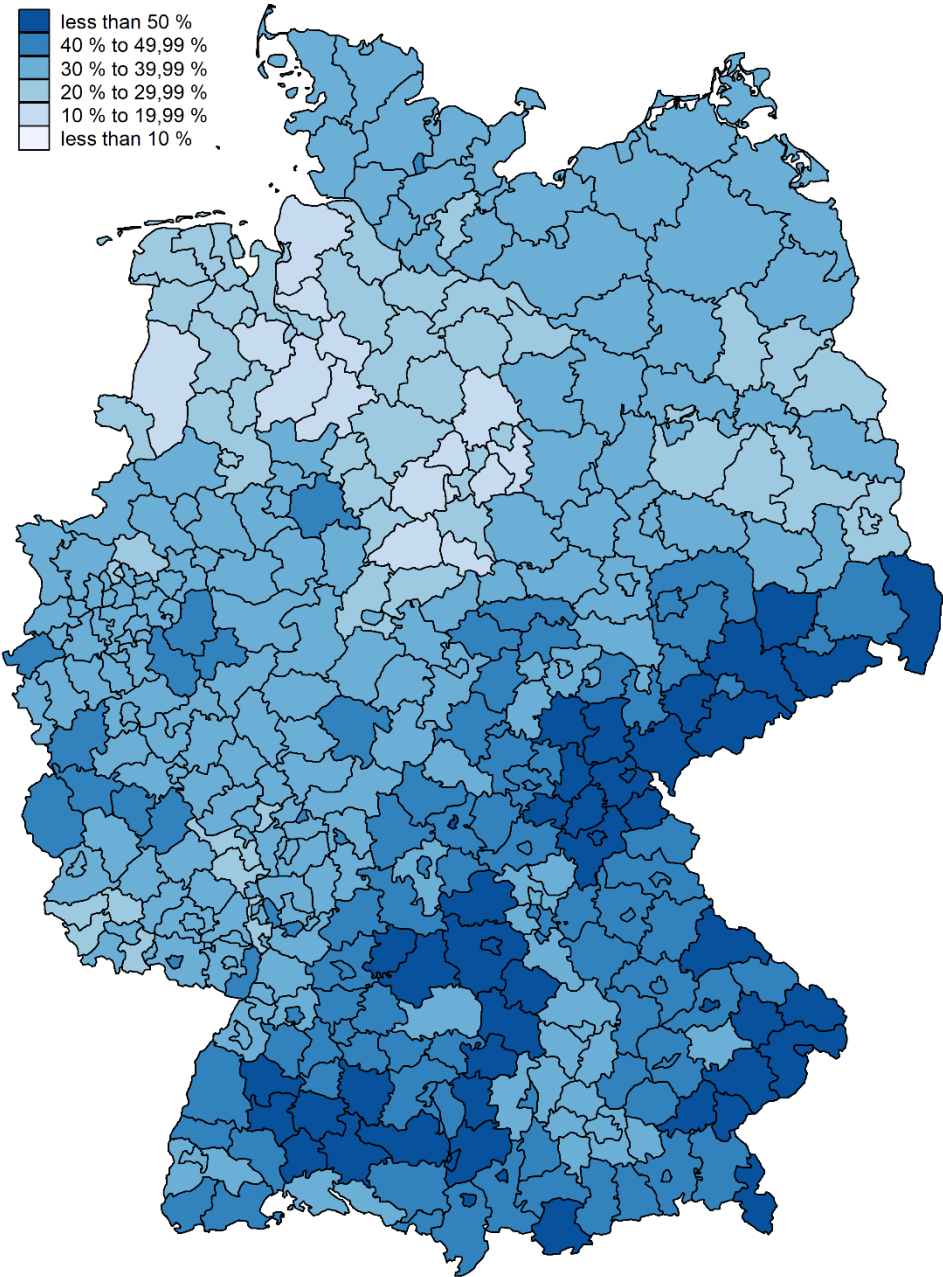 less than 50 %
40 % to 49,99 %
30 % to 39,99 %
20 % to 29,99 %
10 % to 19,99 %
less than 10 %